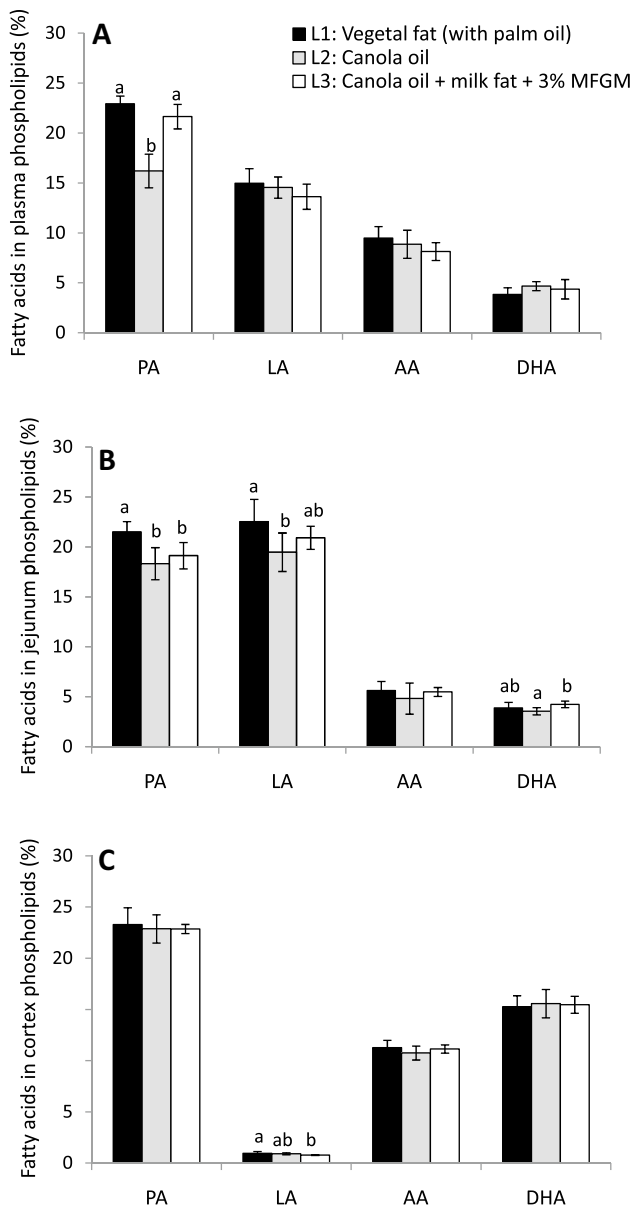 Fatty acids in plasma phospholipids (%)
30
25
20
15
10
5
0
A
L1: Vegetal fat (with palm oil)
L2: Canola oil
L3: Canola oil + milk fat + 3% MFGM
a
b
a
PA
LA
AA
DHA
Fatty acids in jejunum phospholipids (%)
30
25
20
15
10
5
0
B
a
b
b
a
b
ab
ab
a
b
PA
LA
AA
DHA
Fatty acids in cortex phospholipids (%)
30
25
20
5
0
C
a
ab
b
PA
LA
AA
DHA